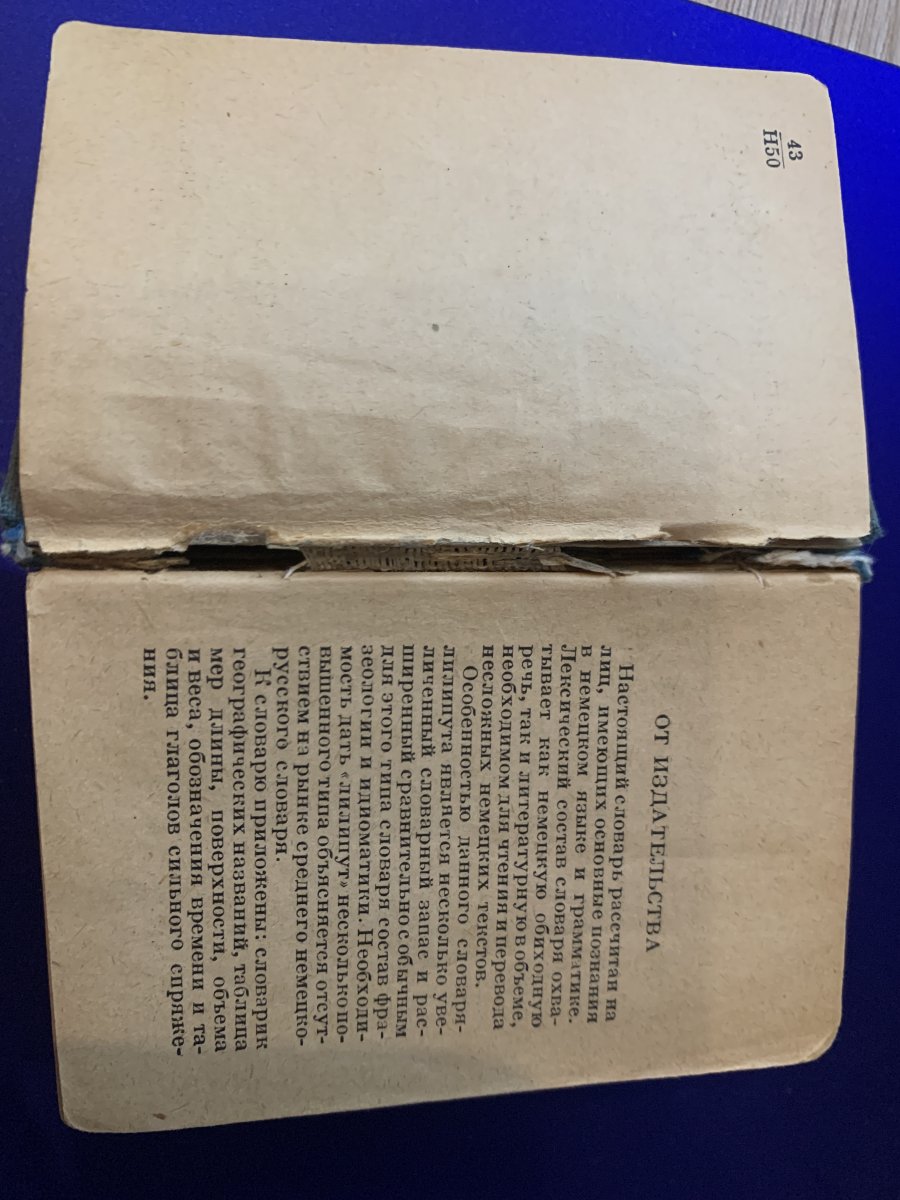 43
Н50
ОТ ИЗДАТЕЛЬСТВА
Настоящий словарь рассчитан на
лиц, имеющих основные познания
в немецком языке и грамматике.
Лексический состав словаря охва-
тывает как немецкую обиходную
речь, так и литературную в объеме,
необходимом для чтения и перевода
несложных немецких текстов.
Особенностью данного словаря-
лилипута является несколько уве-
личенный словарный запас и рас-
ширенный сравнительно с обычным
для этого типа словаря состав фра-
зеологии и идиоматики. Необходи-
мость дать «лилипут» несколько по-
вышенного типа объясняется отсут-
ствием на рынке среднего немецко-
русского словаря.
К словарю приложены: словарик
географических названий, таблица
мер длины, поверхности, объема
и веса, обозначения времени и та-
блица глаголов сильного спряже-
ния.